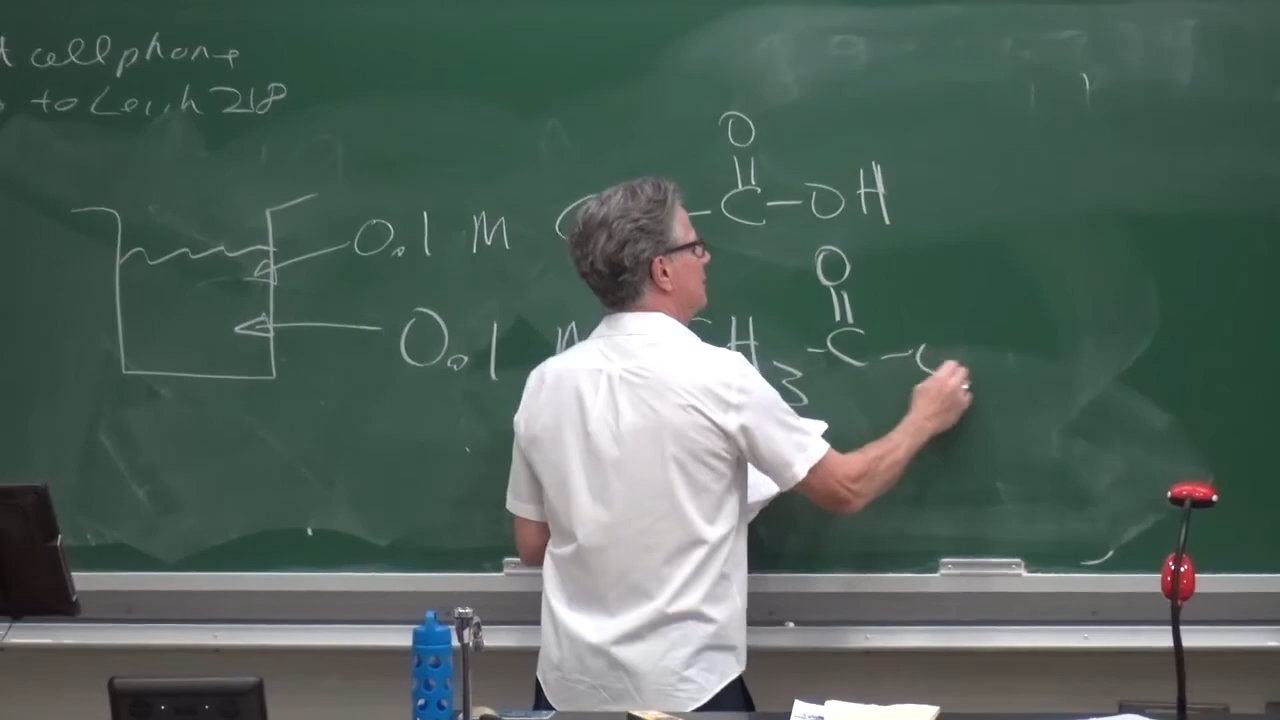 cellphone
to Leigh 218
O
||
0.1 M C – C – OH
O
||
0.1 M CH3 – C –